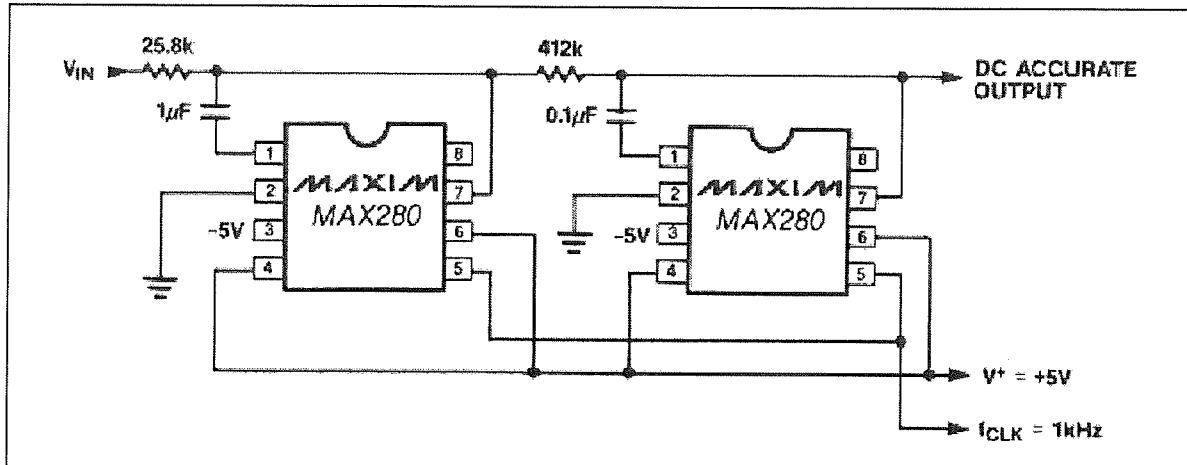 25.8k
412k
V_IN
DC ACCURATE
OUTPUT
1µF
0.1µF
1
8
2
MAXIM
7
MAX280
-5V
3
6
4
5
1
8
2
MAXIM
7
MAX280
-5V
3
6
4
5
V⁺ = +5V
f_CLK = 1kHz